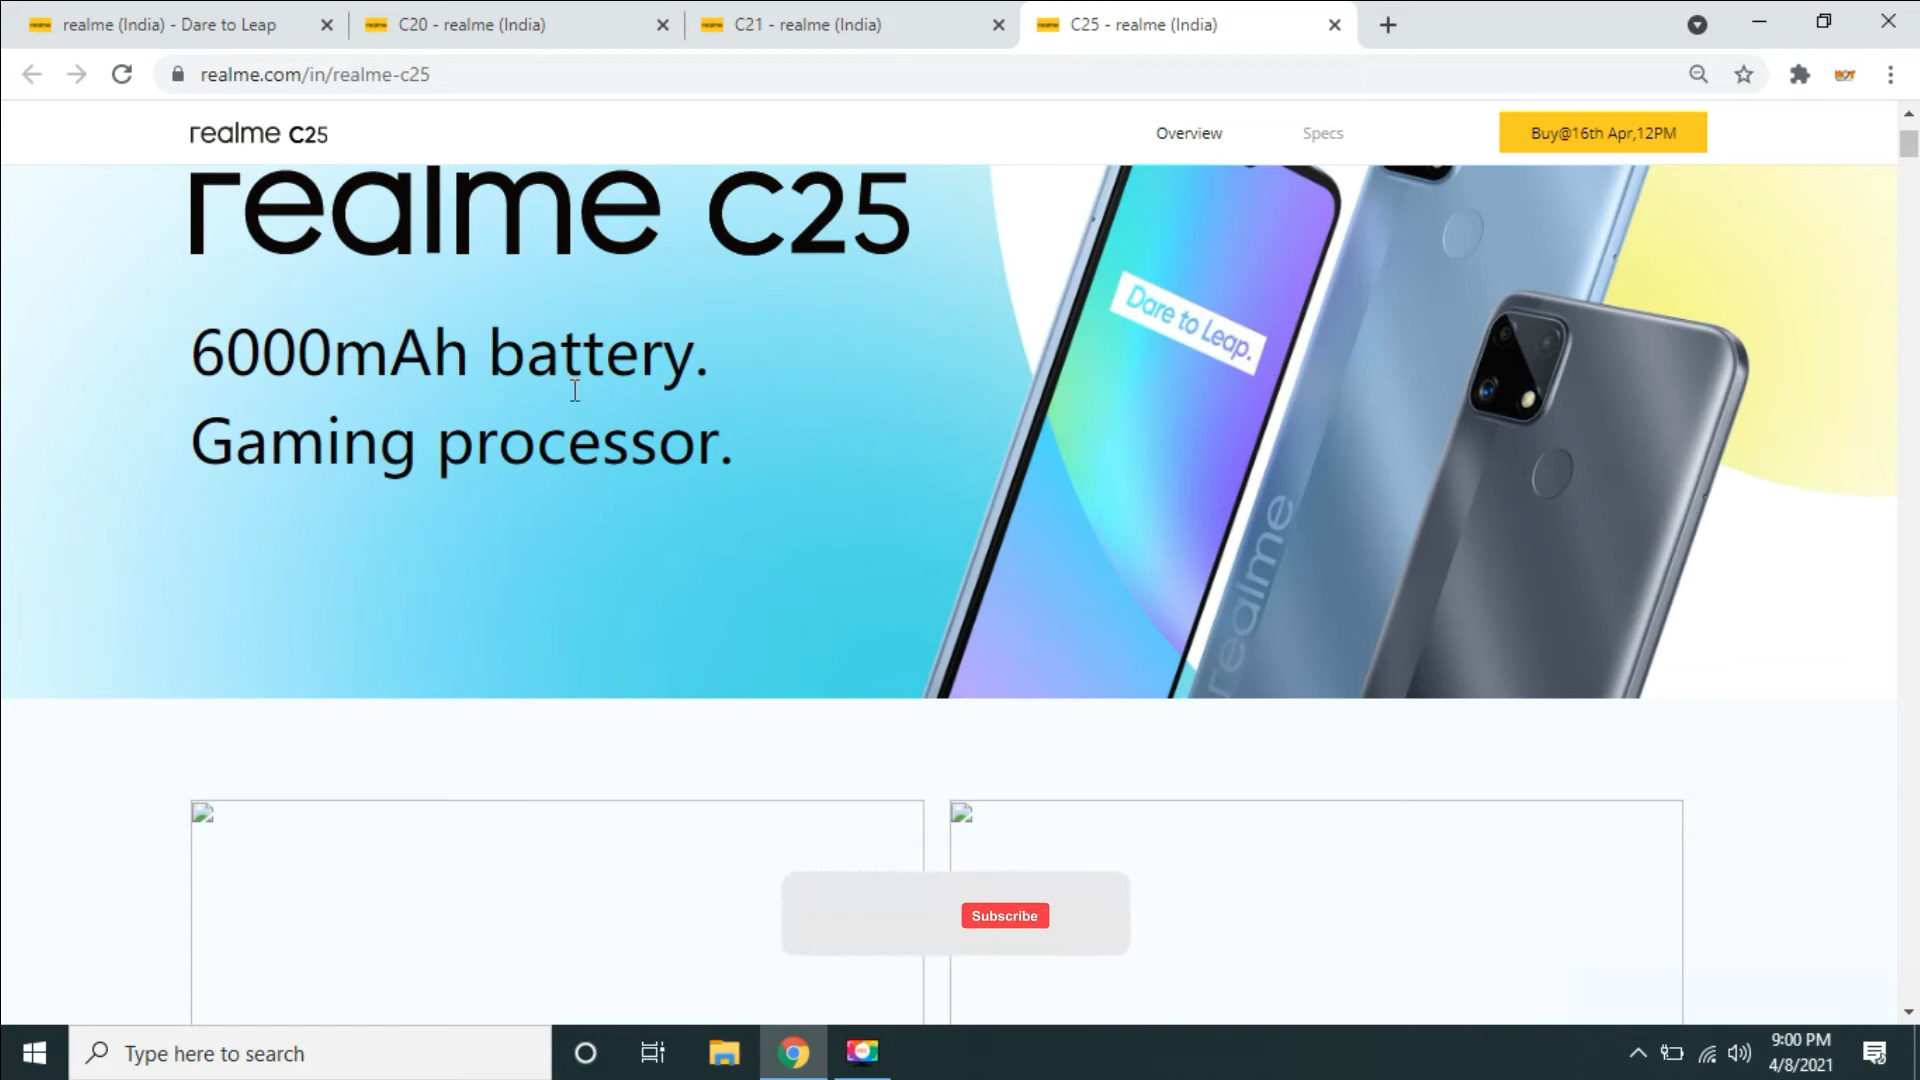 realme (India) - Dare to Leap
C20 - realme (India)
C21 - realme (India)
C25 - realme (India)
realme.com/in/realme-c25
realme C25
Overview
Specs
Buy@16th Apr,12PM
realme C25
6000mAh battery.
Gaming processor.
Dare to Leap.
realme
Subscribe
Type here to search
9:00 PM
4/8/2021